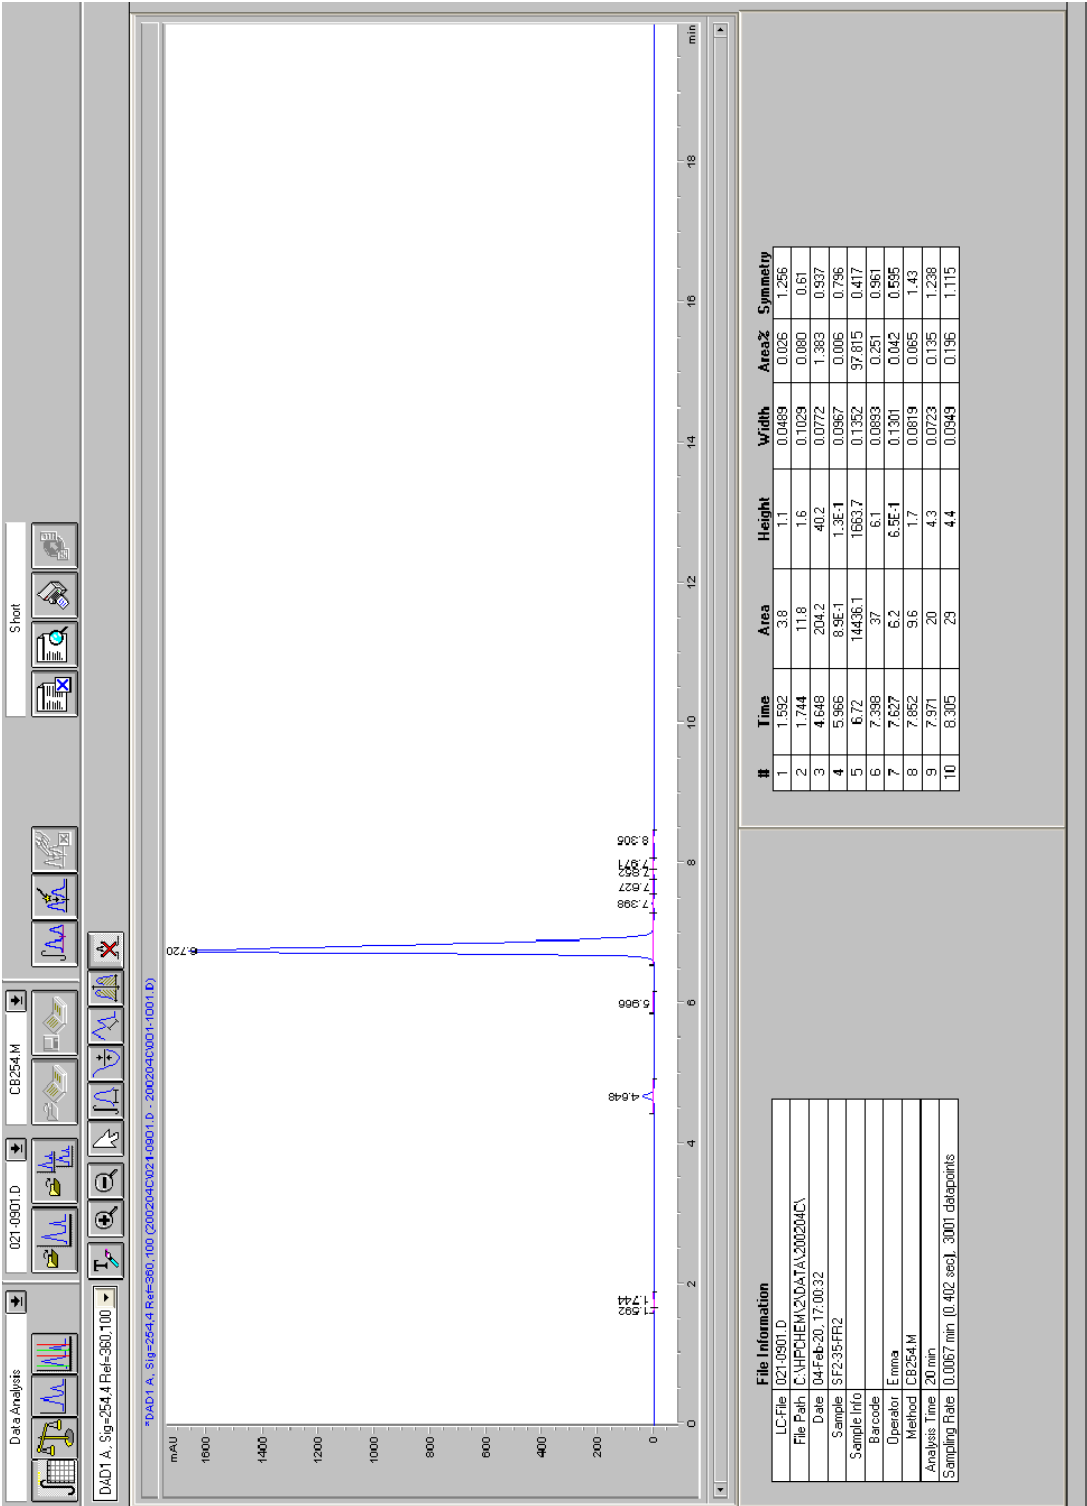 Data Analysis 021-0901.D CB254.M Short
DAD1 A, Sig=254,4 Ref=360,100
*DAD1 A, Sig=254,4 Ref=360,100 (200204C\021-0901.D - 200204C\001-1001.D)
mAU
1600
1400
1200
1000
800
600
400
200
0
1.592
1.744
4.648
5.966
6.720
7.398
7.627
7.852
7.971
8.305
0 2 4 6 8 10 12 14 16 18 min
File Information
LC-File 021-0901.D
File Path C:\HPCHEM\2\DATA\200204C\
Date 04-Feb-20, 17:00:32
Sample SF2-35-FR2
Sample Info
Barcode
Operator Emma
Method CB254.M
Analysis Time 20 min
Sampling Rate 0.0067 min (0.402 sec), 3001 datapoints
# Time Area Height Width Area% Symmetry
1 1.592 3.8 1.1 0.0489 0.026 1.256
2 1.744 11.8 1.6 0.1029 0.080 0.61
3 4.648 204.2 40.2 0.0772 1.383 0.937
4 5.966 8.9E-1 1.3E-1 0.0967 0.006 0.796
5 6.72 14436.1 1663.7 0.1352 97.815 0.417
6 7.398 37 6.1 0.0893 0.251 0.961
7 7.627 6.2 6.5E-1 0.1301 0.042 0.595
8 7.852 9.6 1.7 0.0819 0.065 1.43
9 7.971 20 4.3 0.0723 0.135 1.238
10 8.305 29 4.4 0.0949 0.196 1.115